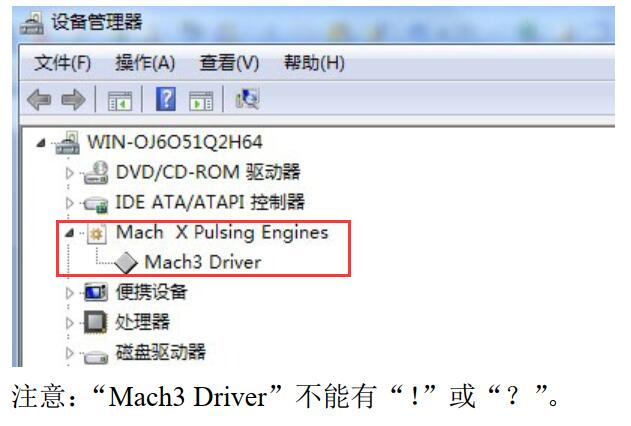 设备管理器
文件(F) 操作(A) 查看(V) 帮助(H)
WIN-OJ6O51Q2H64
DVD/CD-ROM 驱动器
IDE ATA/ATAPI 控制器
Mach X Pulsing Engines
Mach3 Driver
便携设备
处理器
磁盘驱动器
注意：“Mach3 Driver”不能有“！”或“？”。